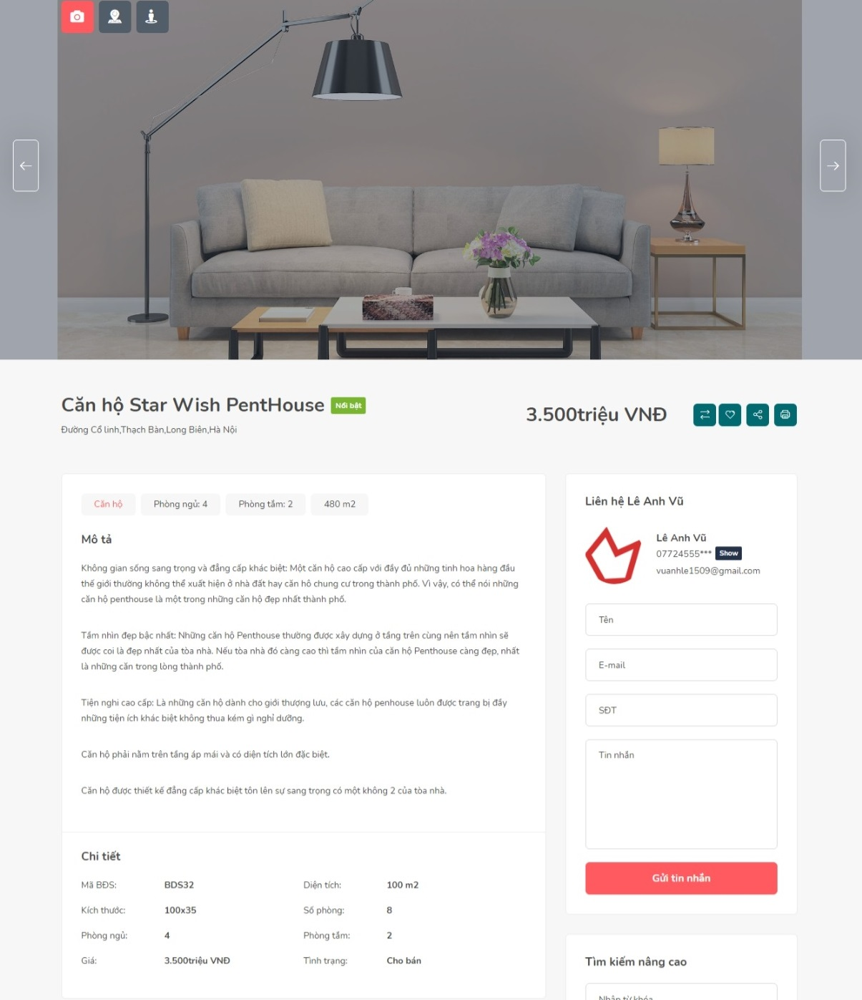 Căn hộ Star Wish PentHouse Nổi bật
Đường Cổ linh,Thạch Bàn,Long Biên,Hà Nội
3.500triệu VNĐ
Căn hộ Phòng ngủ: 4 Phòng tắm: 2 480 m2
Mô tả
Không gian sống sang trọng và đẳng cấp khác biệt: Một căn hộ cao cấp với đầy đủ những tinh hoa hàng đầu
thế giới thường không thể xuất hiện ở nhà đất hay căn hô chung cư trong thành phố. Vì vậy, có thể nói những
căn hộ penthouse là một trong những căn hộ đẹp nhất thành phố.
Tầm nhìn đẹp bậc nhất: Những căn hộ Penthouse thường được xây dựng ở tầng trên cùng nên tầm nhìn sẽ
được coi là đẹp nhất của tòa nhà. Nếu tòa nhà đó càng cao thì tầm nhìn của căn hộ Penthouse càng đẹp, nhất
là những căn trong lòng thành phố.
Tiện nghi cao cấp: Là những căn hộ dành cho giới thượng lưu, các căn hộ penhouse luôn được trang bị đầy
những tiện ích khác biệt không thua kém gì nghỉ dưỡng.
Căn hộ phải nằm trên tầng áp mái và có diện tích lớn đặc biệt.
Căn hộ được thiết kế đẳng cấp khác biệt tôn lên sự sang trọng có một không 2 của tòa nhà.
Chi tiết
Mã BĐS: BDS32 Diện tích: 100 m2
Kích thước: 100x35 Số phòng: 8
Phòng ngủ: 4 Phòng tắm: 2
Giá: 3.500triệu VNĐ Tình trạng: Cho bán
Liên hệ Lê Anh Vũ
Lê Anh Vũ
07724555*** Show
vuanhle1509@gmail.com
Tên
E-mail
SĐT
Tin nhắn
Gửi tin nhắn
Tìm kiếm nâng cao
Nhập từ khóa